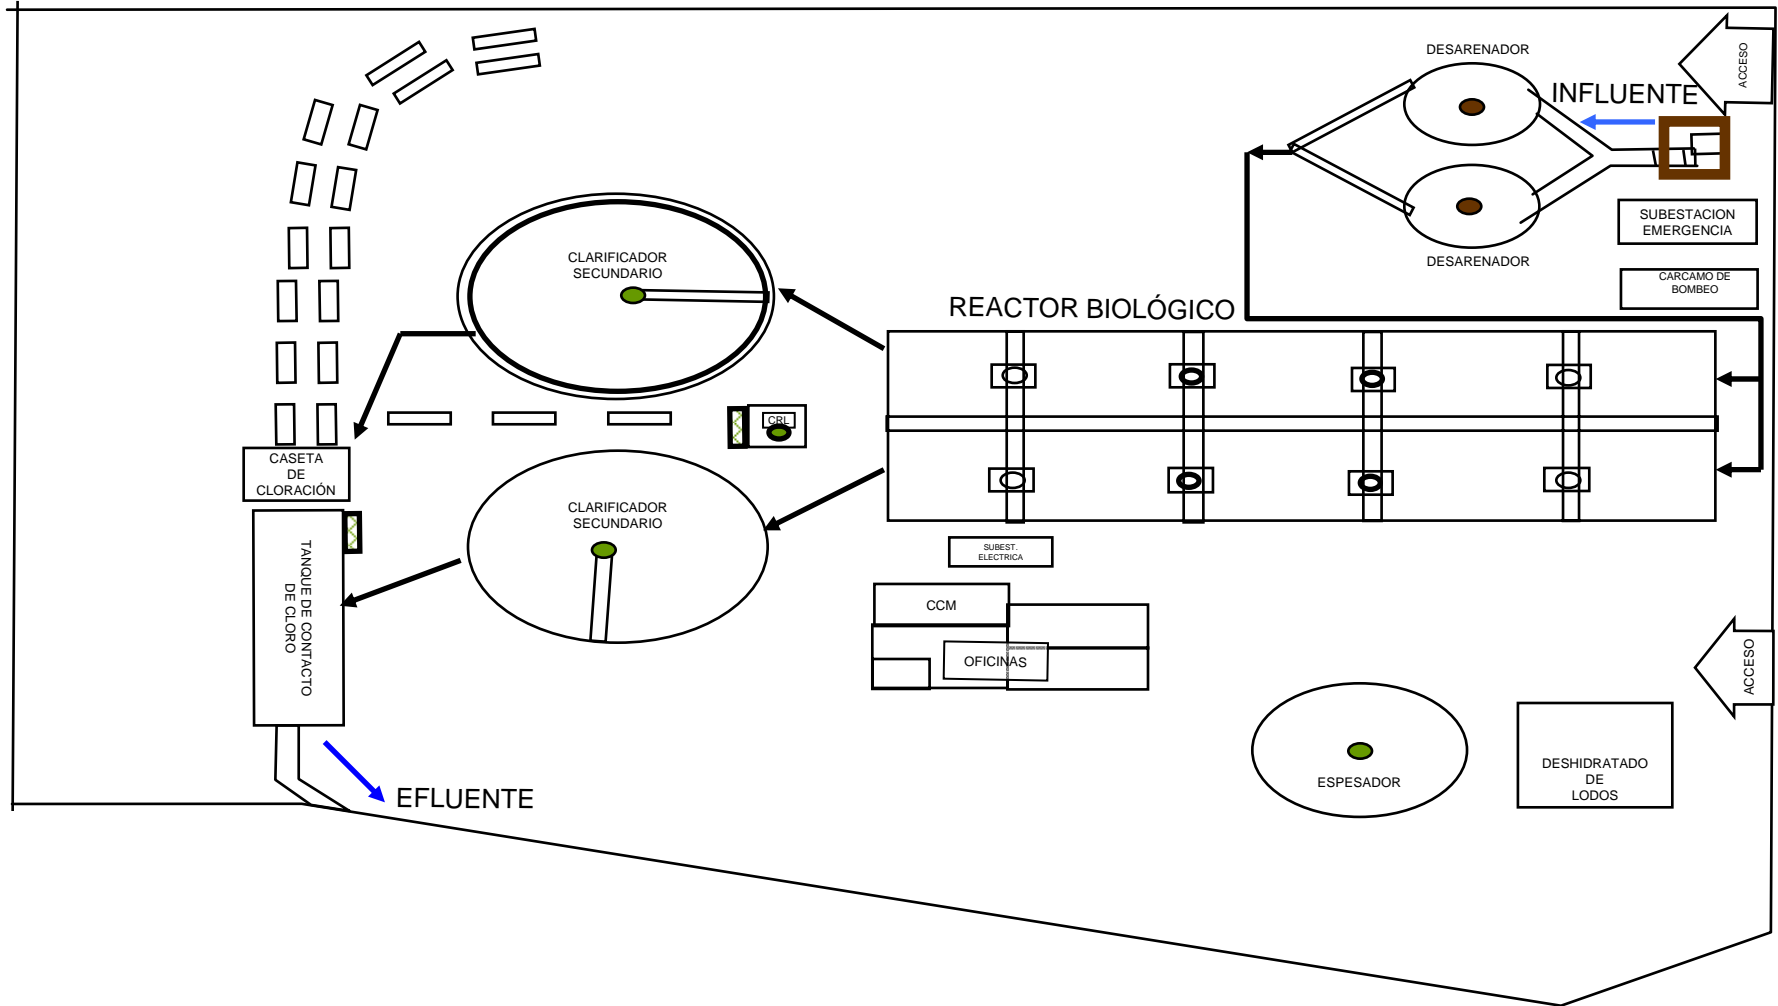 DESARENADOR
ACCESO
INFLUENTE
SUBESTACION
EMERGENCIA
DESARENADOR
CARCAMO DE
BOMBEO
CLARIFICADOR
SECUNDARIO
REACTOR BIOLÓGICO
CRL
CASETA
DE
CLORACIÓN
CLARIFICADOR
SECUNDARIO
TANQUE DE CONTACTO
DE CLORO
SUBEST.
ELECTRICA
CCM
OFICINAS
ACCESO
ESPESADOR
DESHIDRATADO
DE
LODOS
EFLUENTE